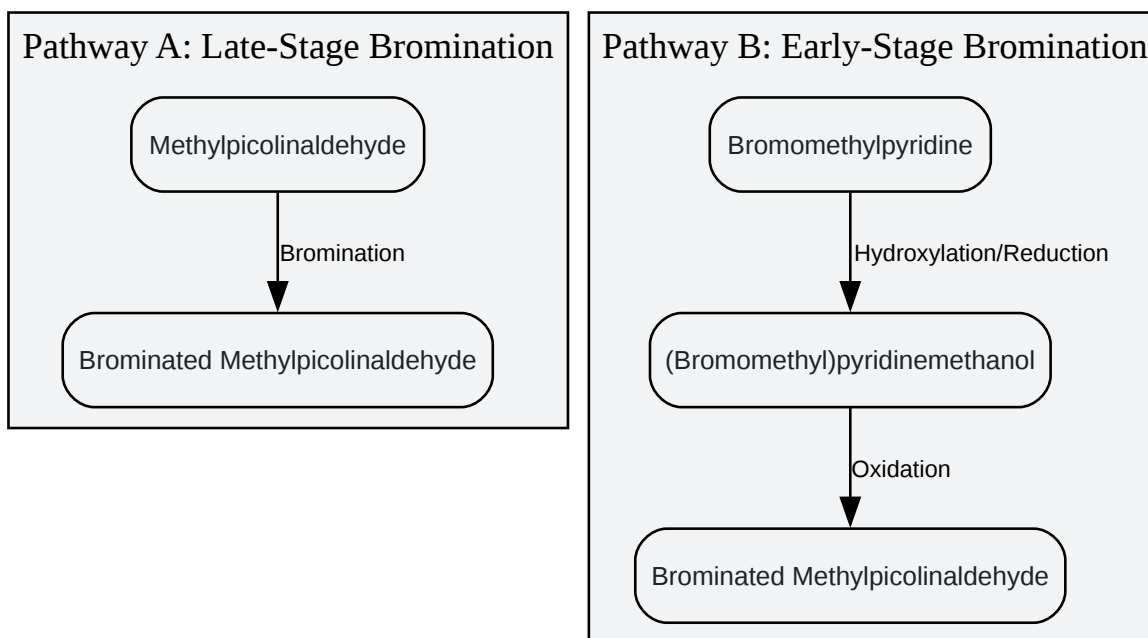 Pathway A: Late-Stage Bromination
Methylpicolinaldehyde
Bromination
Brominated Methylpicolinaldehyde
Pathway B: Early-Stage Bromination
Bromomethylpyridine
Hydroxylation/Reduction
(Bromomethyl)pyridinemethanol
Oxidation
Brominated Methylpicolinaldehyde